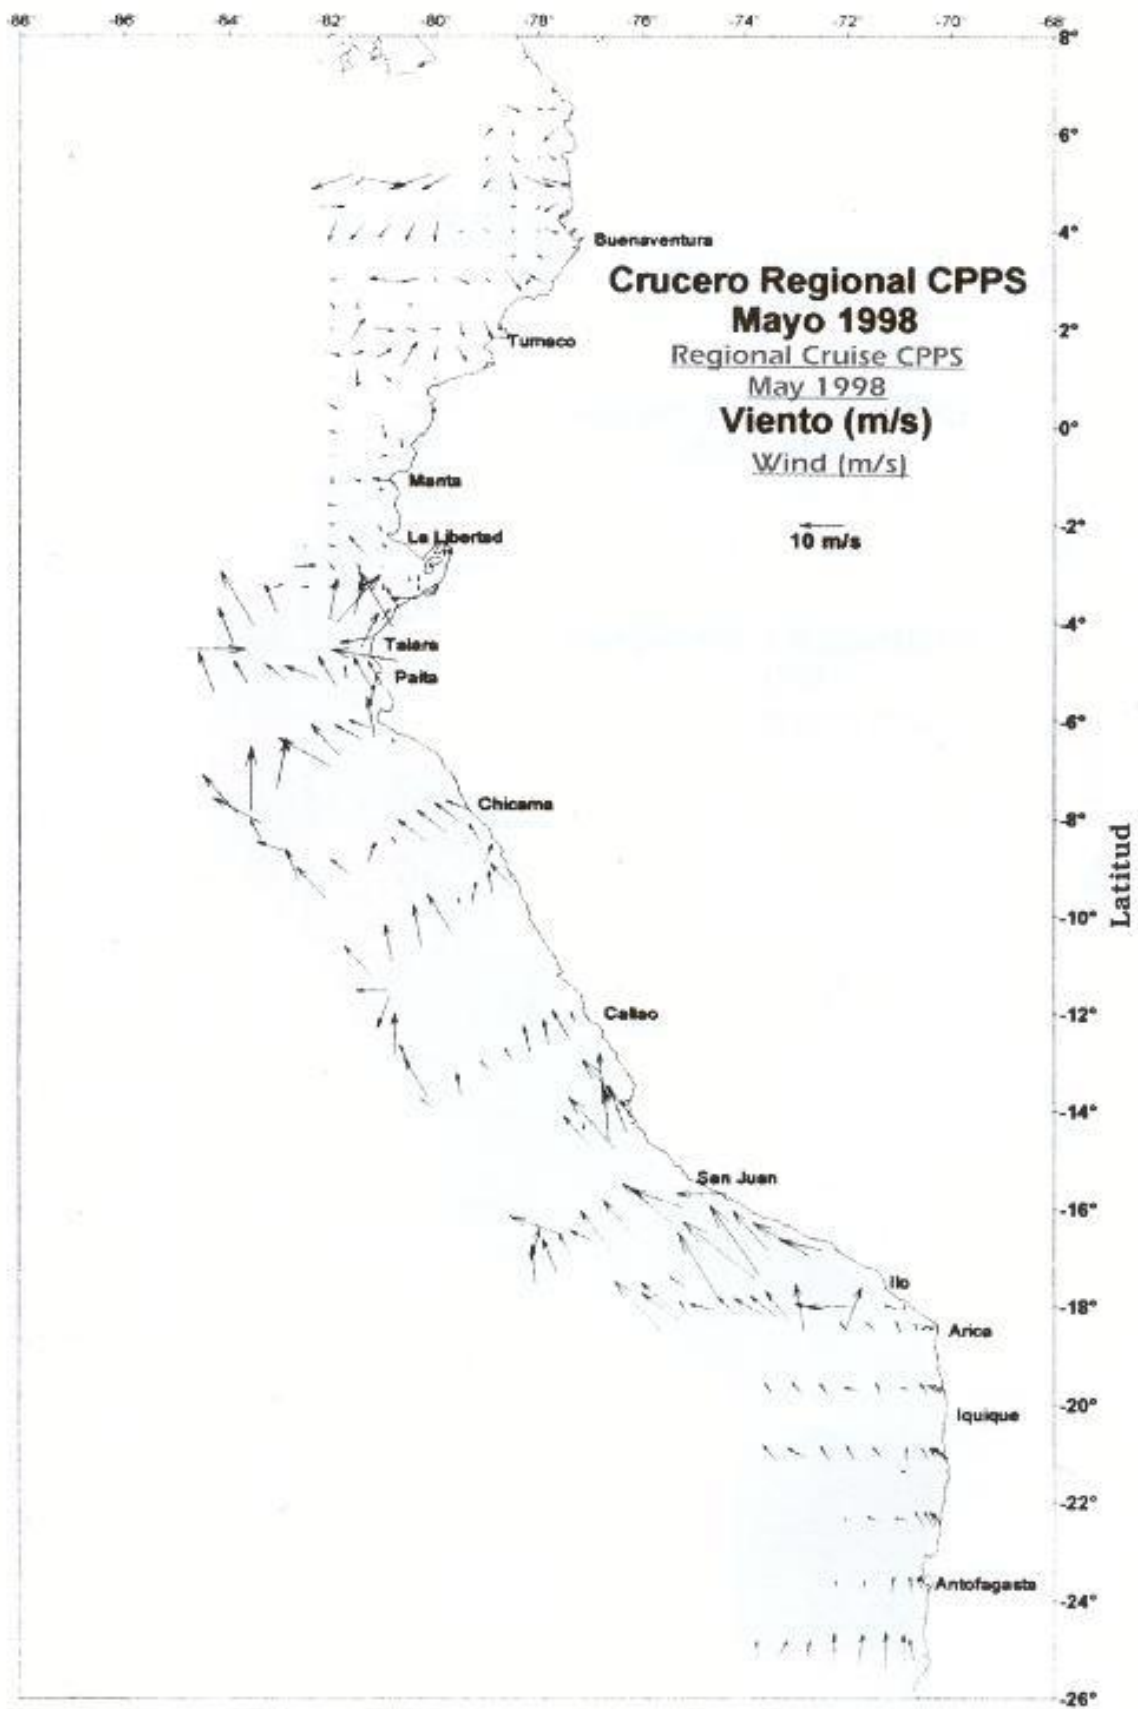 -86 -86 -82 -80 -78 -76 -74 -72 -70 -68
8°
6°
4°
Buenaventura
Crucero Regional CPPS
Mayo 1998
2°
Tumaco
Regional Cruise CPPS
May 1998
Viento (m/s)
0°
Wind (m/s)
Manta
-2°
La Libertad
10 m/s
-4°
Talara
Paita
-6°
Chicama
-8°
Latitud
-10°
Callao
-12°
-14°
San Juan
-16°
Ilo
-18°
Arica
-20°
Iquique
-22°
Antofagasta
-24°
-26°